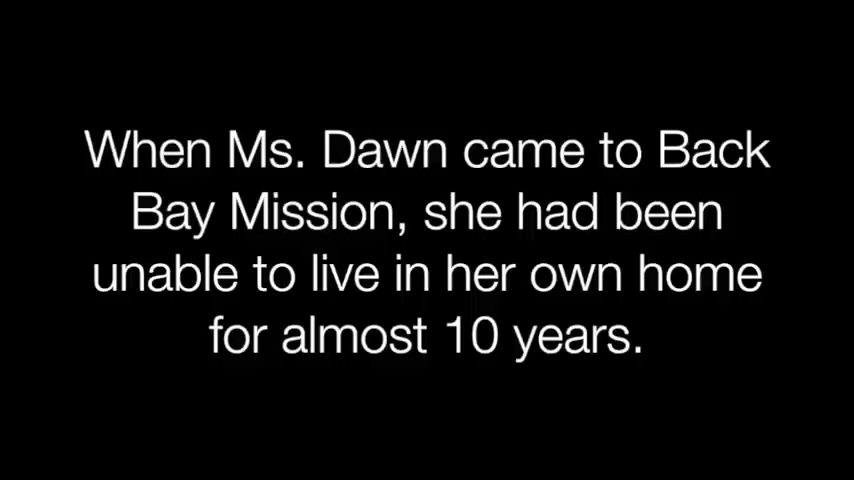 When Ms. Dawn came to Back
Bay Mission, she had been
unable to live in her own home
for almost 10 years.